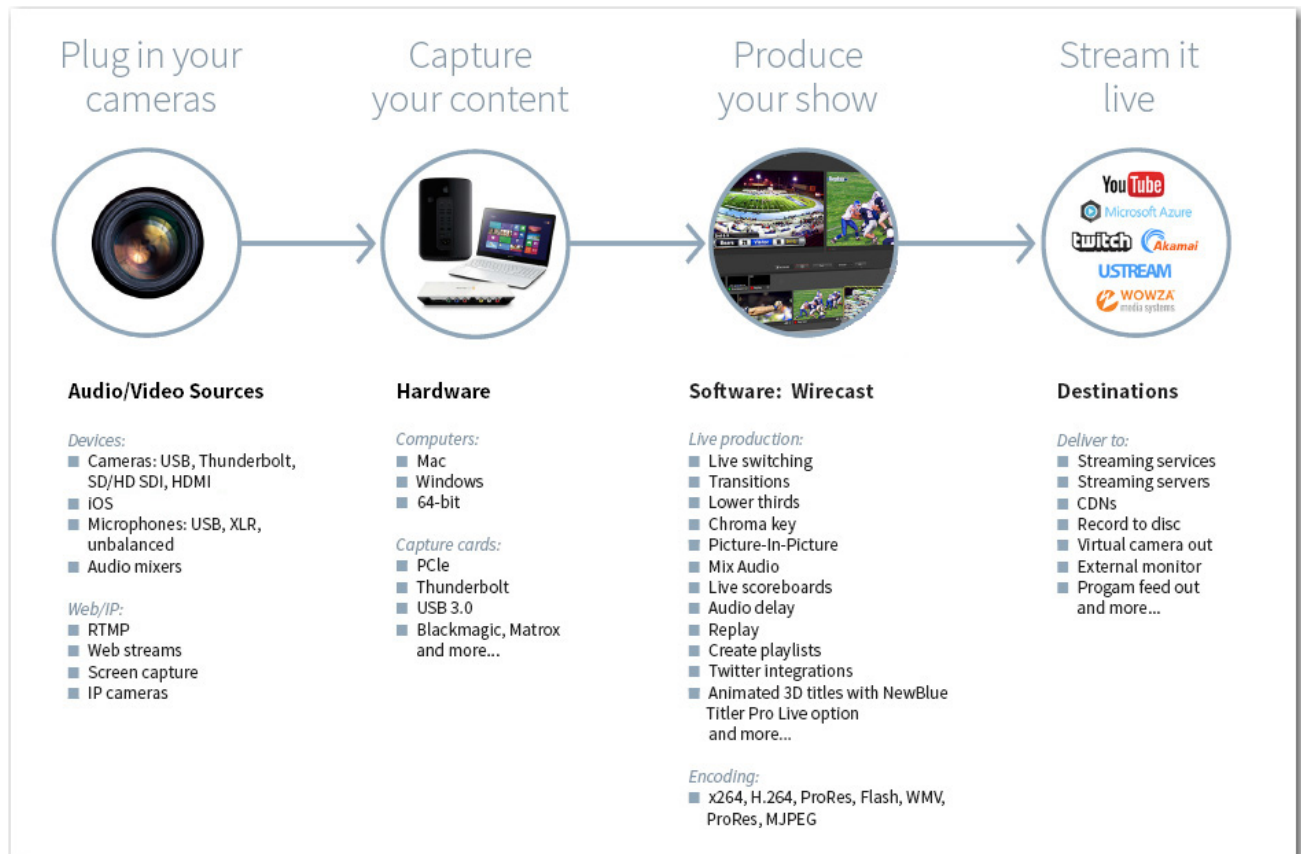 Plug in your
cameras
Capture
your content
Produce
your show
Stream it
live
YouTube
Microsoft Azure
twitch
Akamai
USTREAM
WOWZA
media systems
Audio/Video Sources
Devices:
Cameras: USB, Thunderbolt,
SD/HD SDI, HDMI
iOS
Microphones: USB, XLR,
unbalanced
Audio mixers
Web/IP:
RTMP
Web streams
Screen capture
IP cameras
Hardware
Computers:
Mac
Windows
64-bit
Capture cards:
PCIe
Thunderbolt
USB 3.0
Blackmagic, Matrox
and more...
Software: Wirecast
Live production:
Live switching
Transitions
Lower thirds
Chroma key
Picture-In-Picture
Mix Audio
Live scoreboards
Audio delay
Replay
Create playlists
Twitter integrations
Animated 3D titles with NewBlue
Titler Pro Live option
and more...
Encoding:
x264, H.264, ProRes, Flash, WMV,
ProRes, MJPEG
Destinations
Deliver to:
Streaming services
Streaming servers
CDNs
Record to disc
Virtual camera out
External monitor
Progam feed out
and more...